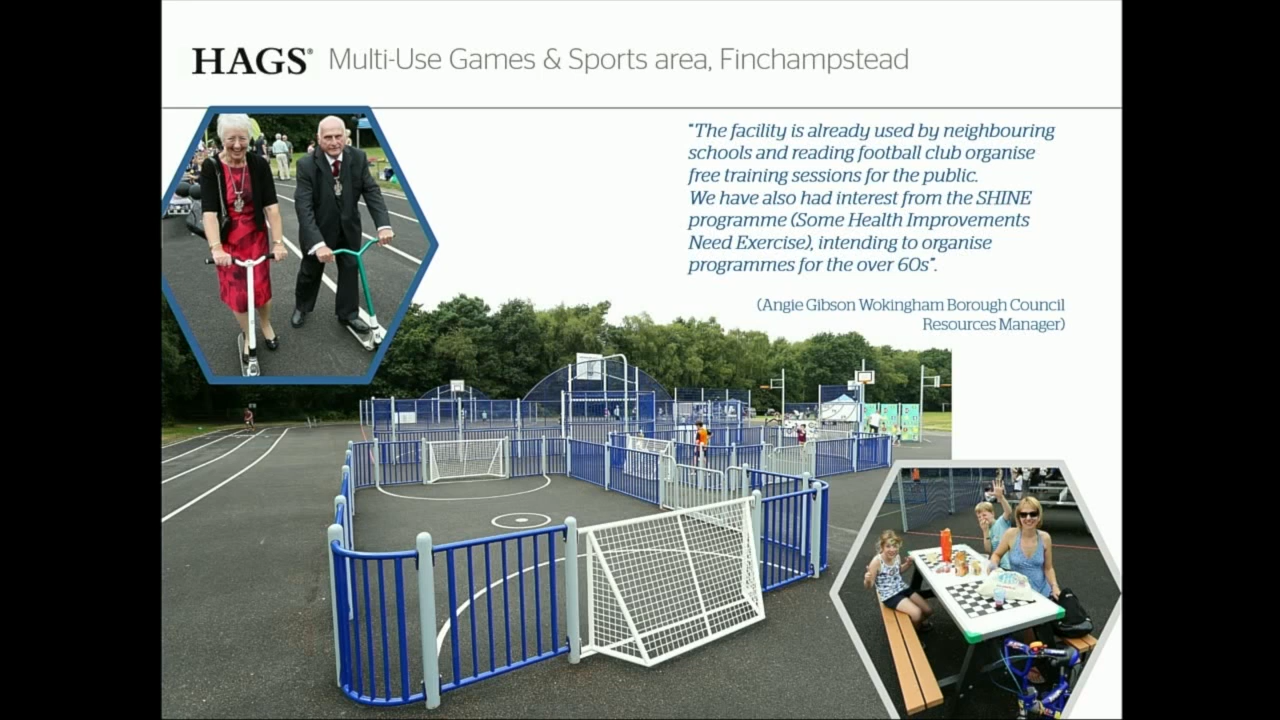 HAGS® Multi-Use Games & Sports area, Finchampstead
"The facility is already used by neighbouring
schools and reading football club organise
free training sessions for the public.
We have also had interest from the SHINE
programme (Some Health Improvements
Need Exercise), intending to organise
programmes for the over 60s".
(Angie Gibson Wokingham Borough Council
Resources Manager)